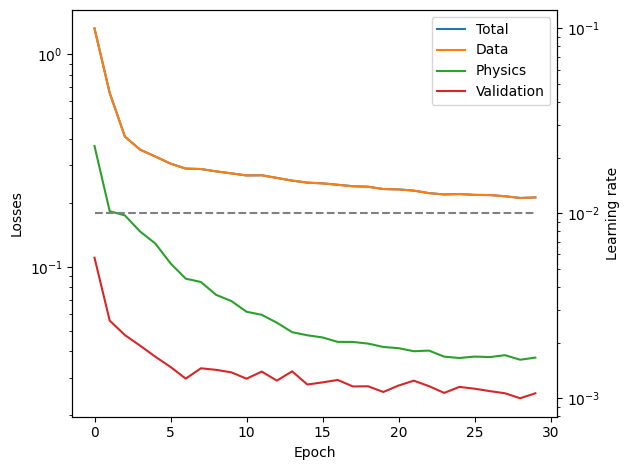 Total
Data
Physics
Validation
10⁰
10⁻¹
10⁻¹
10⁻²
10⁻³
Losses
Learning rate
0
5
10
15
20
25
30
Epoch